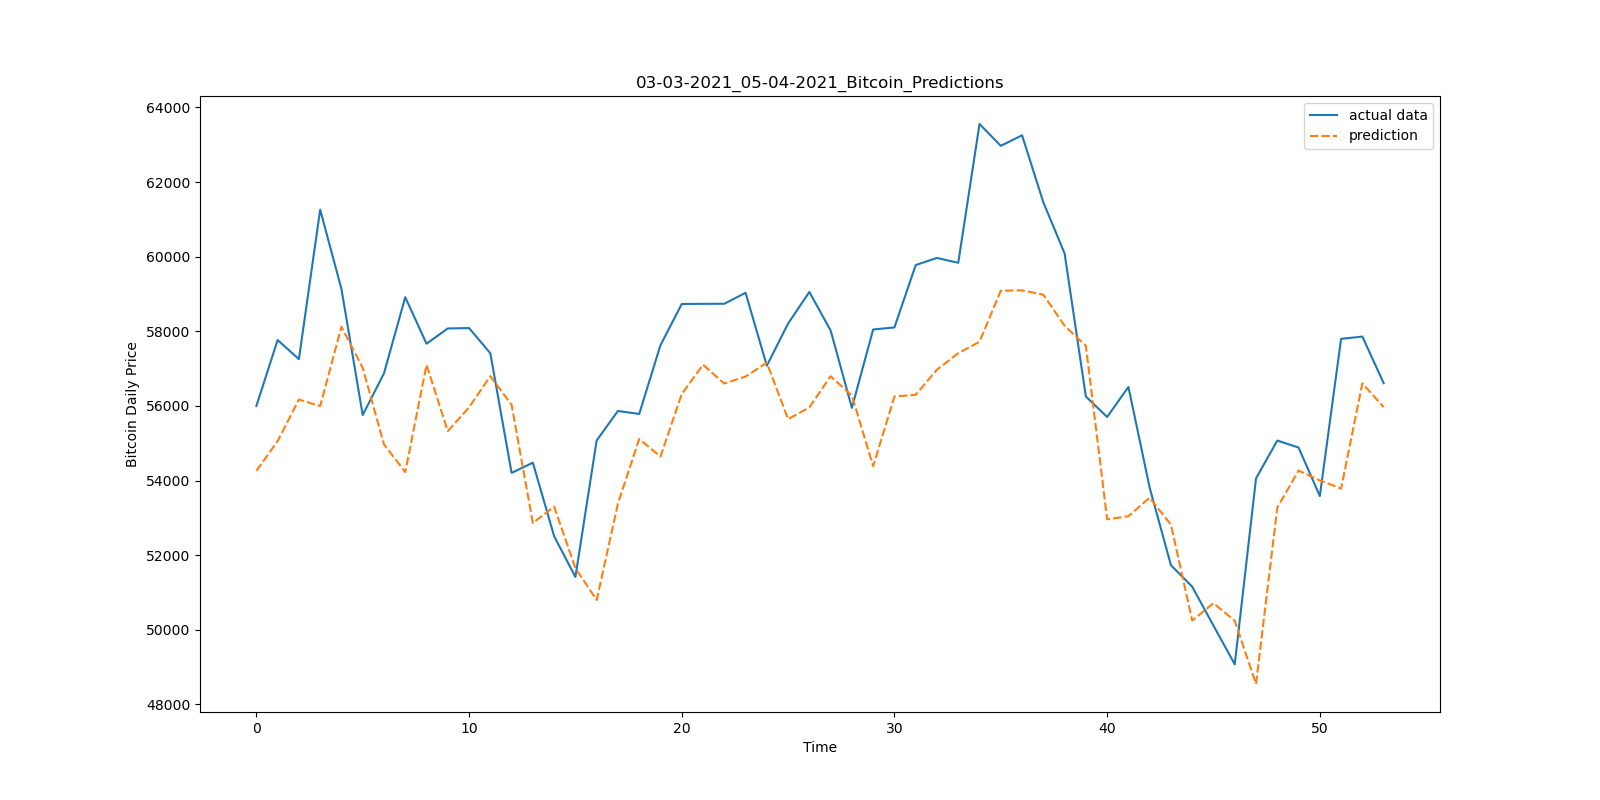 03-03-2021_05-04-2021_Bitcoin_Predictions
actual data
prediction
64000
62000
60000
58000
56000
54000
52000
50000
48000
Bitcoin Daily Price
0 10 20 30 40 50
Time